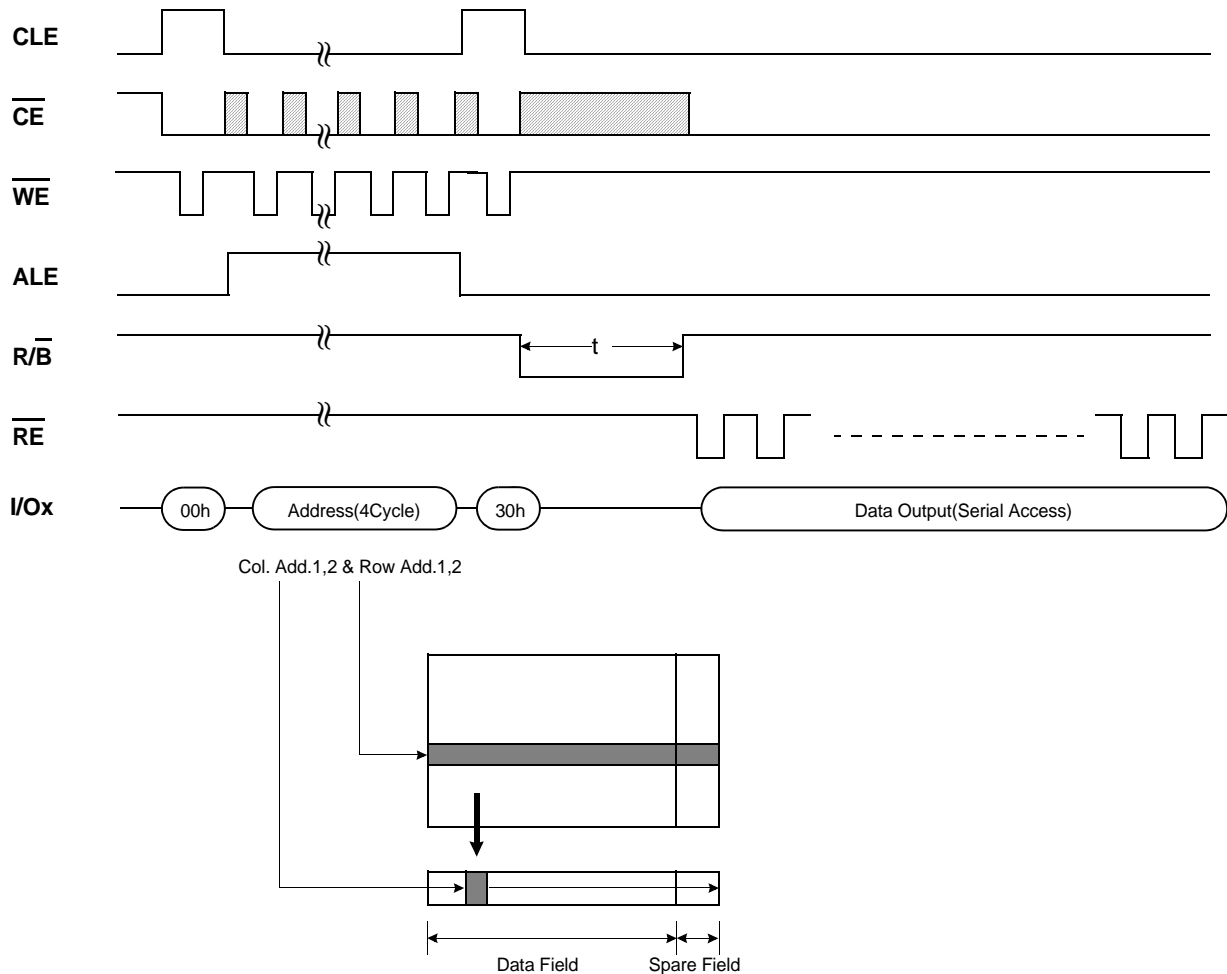 CLE
CE
WE
ALE
R/B
t
RE
I/Ox
00h
Address(4Cycle)
30h
Data Output(Serial Access)
Col. Add.1,2 & Row Add.1,2
Data Field
Spare Field